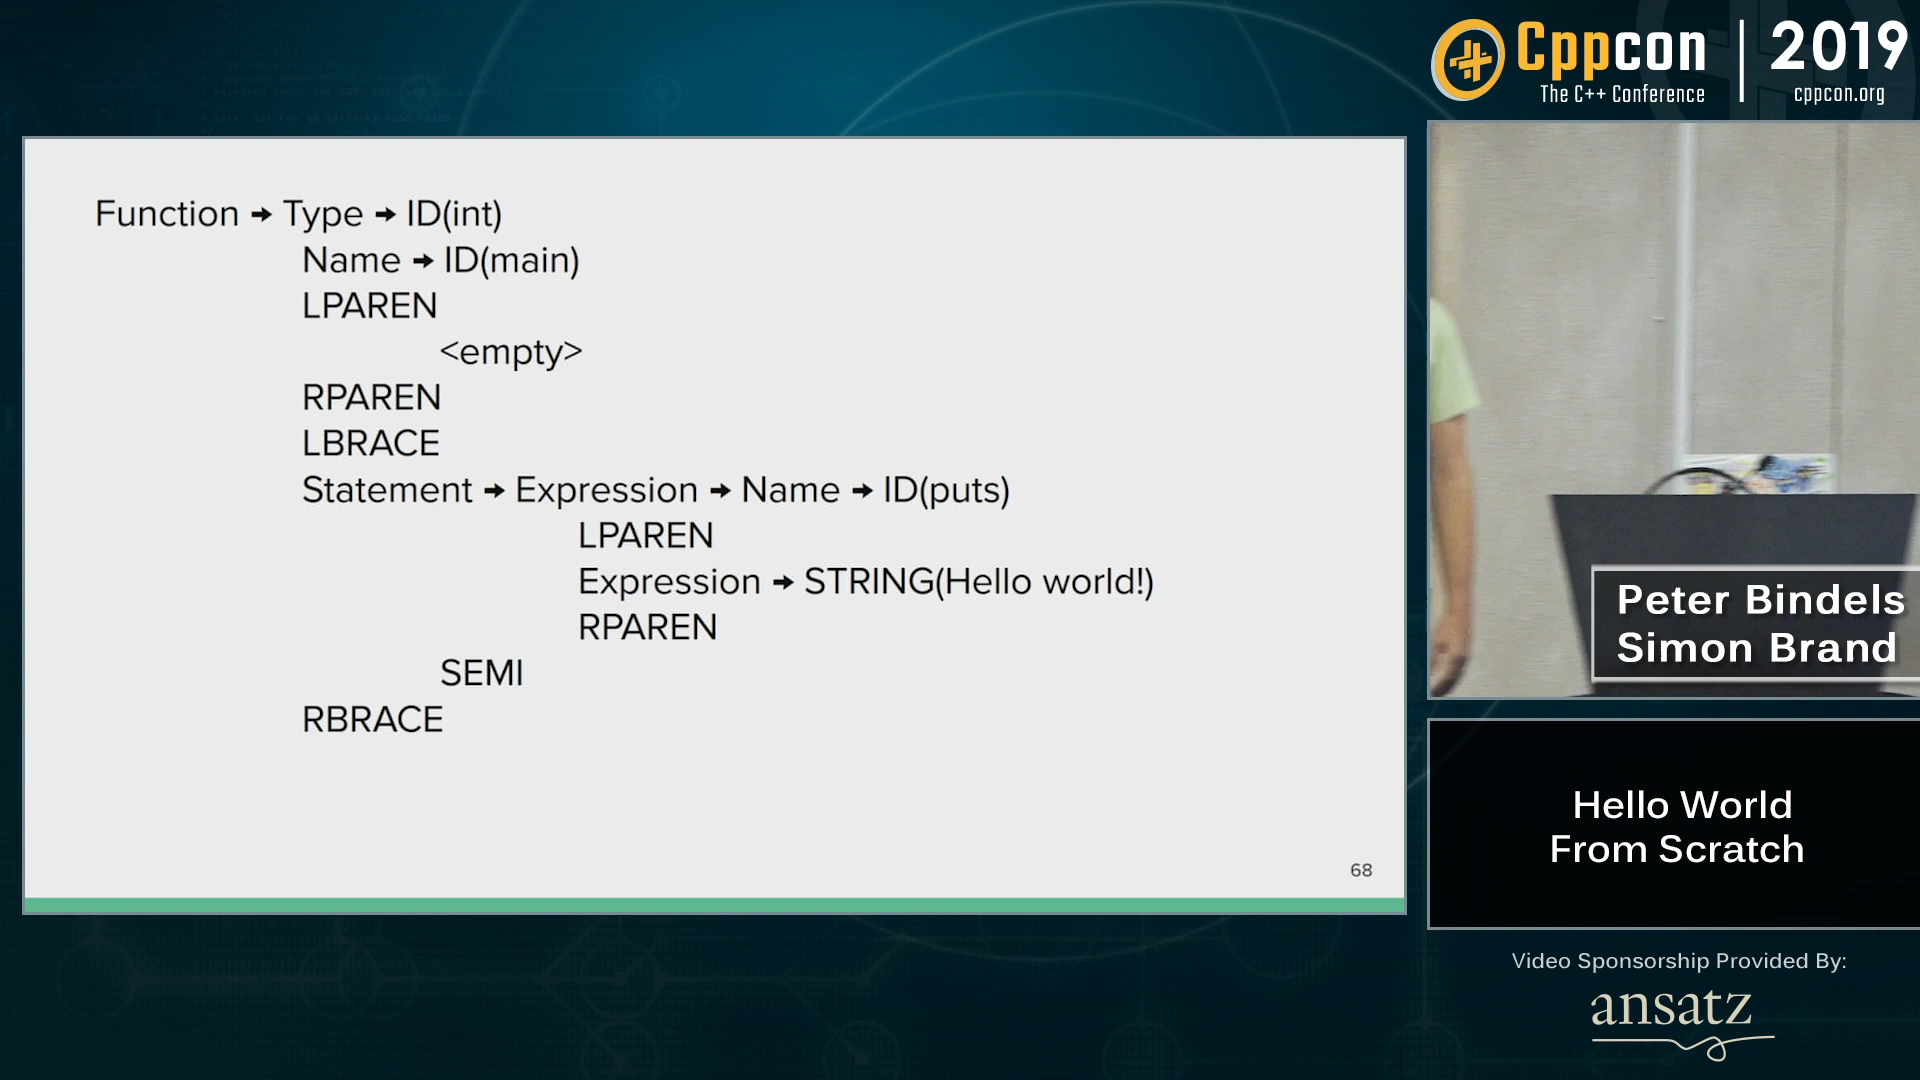 Cppcon
The C++ Conference
2019
cppcon.org
Function → Type → ID(int)
Name → ID(main)
LPAREN
<empty>
RPAREN
LBRACE
Statement → Expression → Name → ID(puts)
LPAREN
Expression → STRING(Hello world!)
RPAREN
SEMI
RBRACE
68
Peter Bindels
Simon Brand
Hello World
From Scratch
Video Sponsorship Provided By:
ansatz